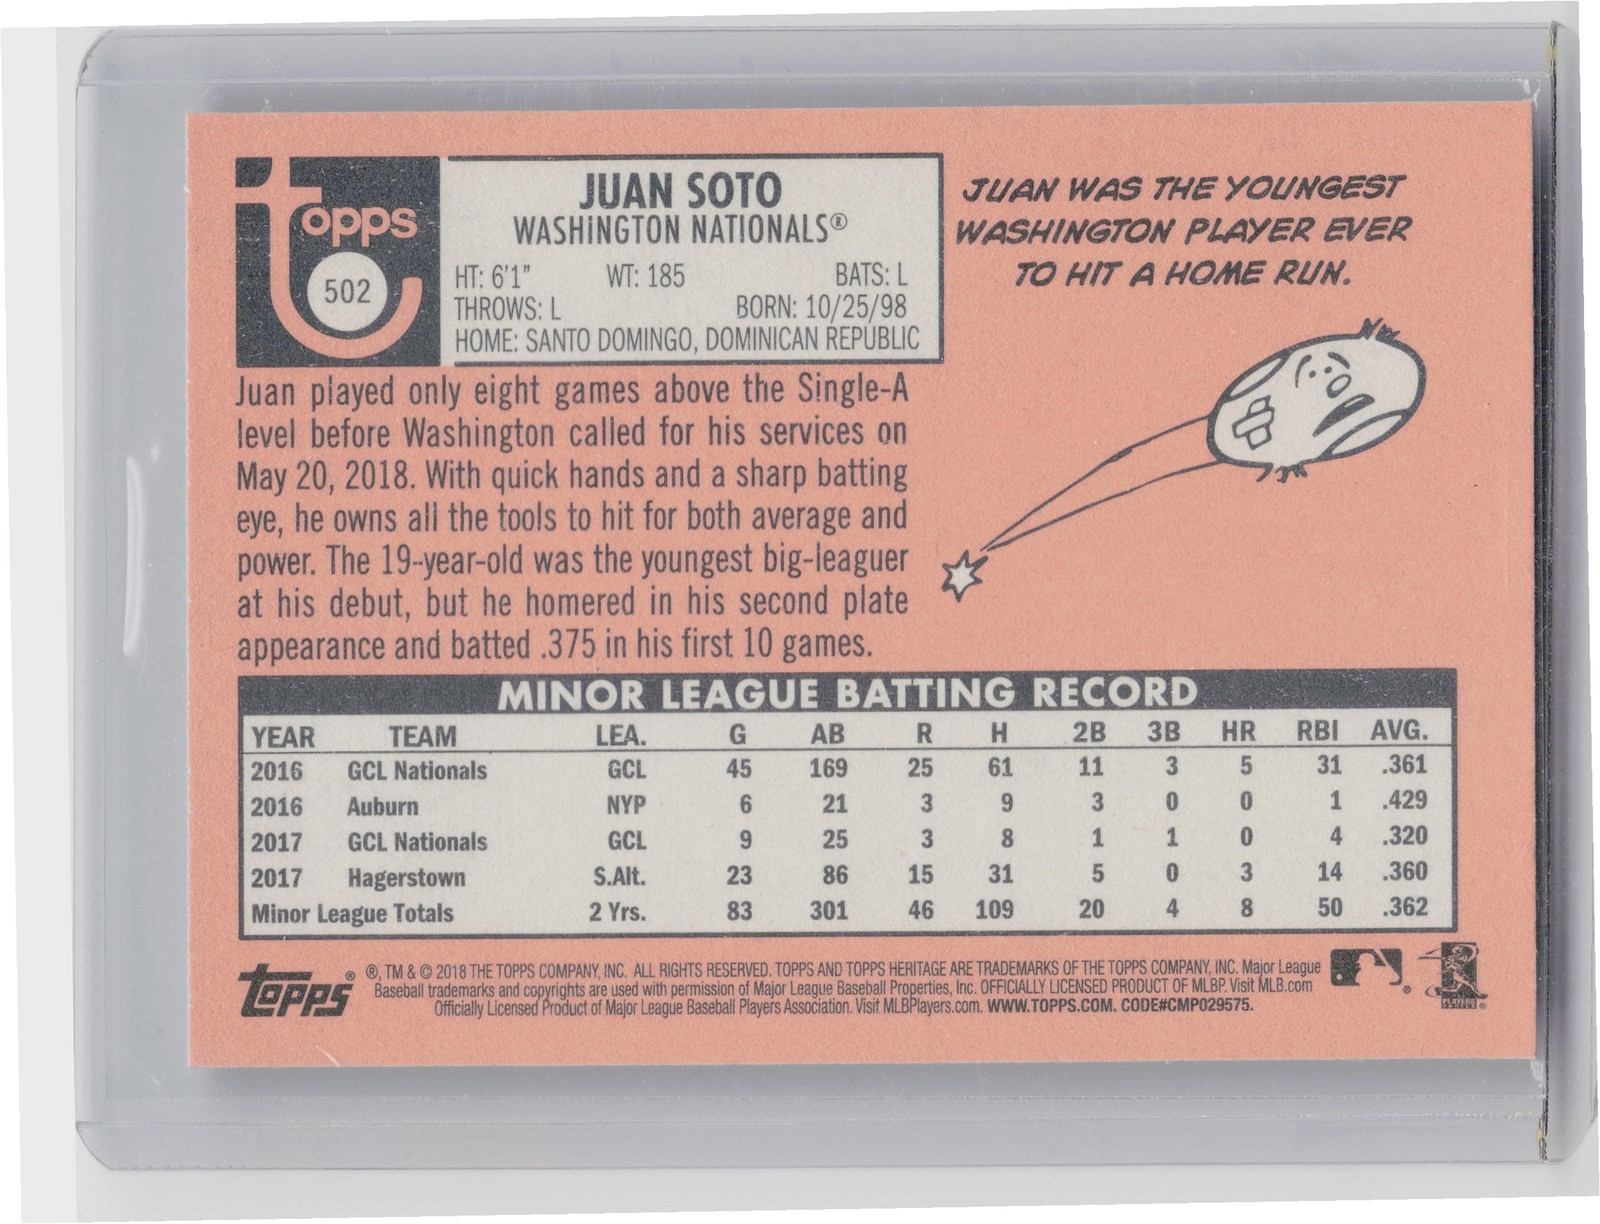 topps
502
JUAN SOTO
WASHINGTON NATIONALS®
HT: 6'1" WT: 185 BATS: L
THROWS: L BORN: 10/25/98
HOME: SANTO DOMINGO, DOMINICAN REPUBLIC
JUAN WAS THE YOUNGEST
WASHINGTON PLAYER EVER
TO HIT A HOME RUN.
Juan played only eight games above the Single-A
level before Washington called for his services on
May 20, 2018. With quick hands and a sharp batting
eye, he owns all the tools to hit for both average and
power. The 19-year-old was the youngest big-leaguer
at his debut, but he homered in his second plate
appearance and batted .375 in his first 10 games.
MINOR LEAGUE BATTING RECORD
YEAR TEAM LEA. G AB R H 2B 3B HR RBI AVG.
2016 GCL Nationals GCL 45 169 25 61 11 3 5 31 .361
2016 Auburn NYP 6 21 3 9 3 0 0 1 .429
2017 GCL Nationals GCL 9 25 3 8 1 1 0 4 .320
2017 Hagerstown S.Alt. 23 86 15 31 5 0 3 14 .360
Minor League Totals 2 Yrs. 83 301 46 109 20 4 8 50 .362
topps®
®, TM & © 2018 THE TOPPS COMPANY, INC. ALL RIGHTS RESERVED. TOPPS AND TOPPS HERITAGE ARE TRADEMARKS OF THE TOPPS COMPANY, INC. Major League
Baseball trademarks and copyrights are used with permission of Major League Baseball Properties, Inc. OFFICIALLY LICENSED PRODUCT OF MLBP. Visit MLB.com
Officially Licensed Product of Major League Baseball Players Association. Visit MLBPlayers.com. WWW.TOPPS.COM. CODE#CMP029575.